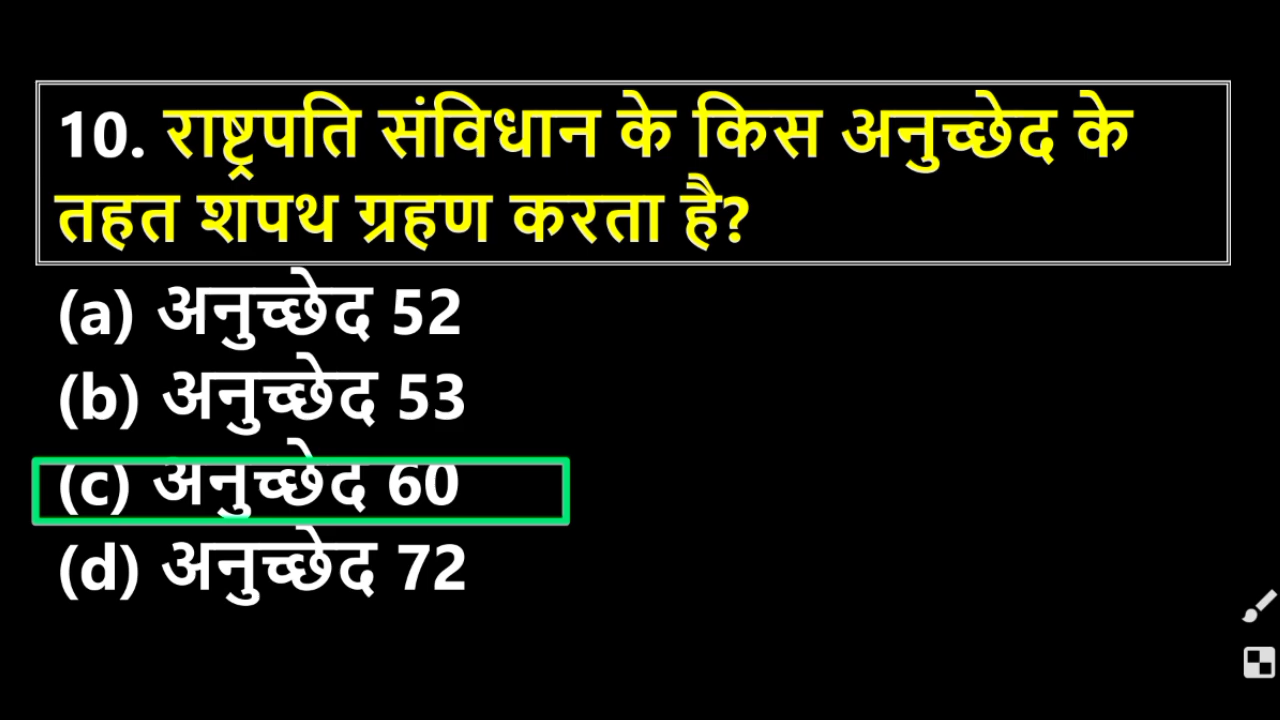 10. राष्ट्रपति संविधान के किस अनुच्छेद के
तहत शपथ ग्रहण करता है?
(a) अनुच्छेद 52
(b) अनुच्छेद 53
(c) अनुच्छेद 60
(d) अनुच्छेद 72